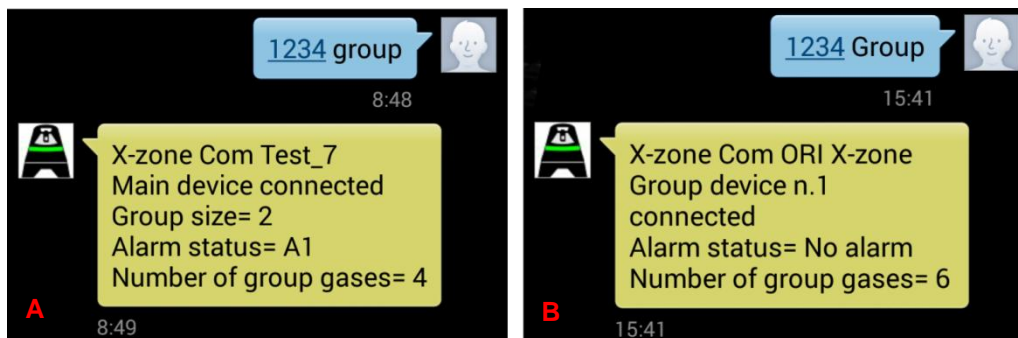 1234 group
8:48
X-zone Com Test_7
Main device connected
Group size= 2
Alarm status= A1
Number of group gases= 4
A
8:49
1234 Group
15:41
X-zone Com ORI X-zone
Group device n.1
connected
Alarm status= No alarm
Number of group gases= 6
B
15:41